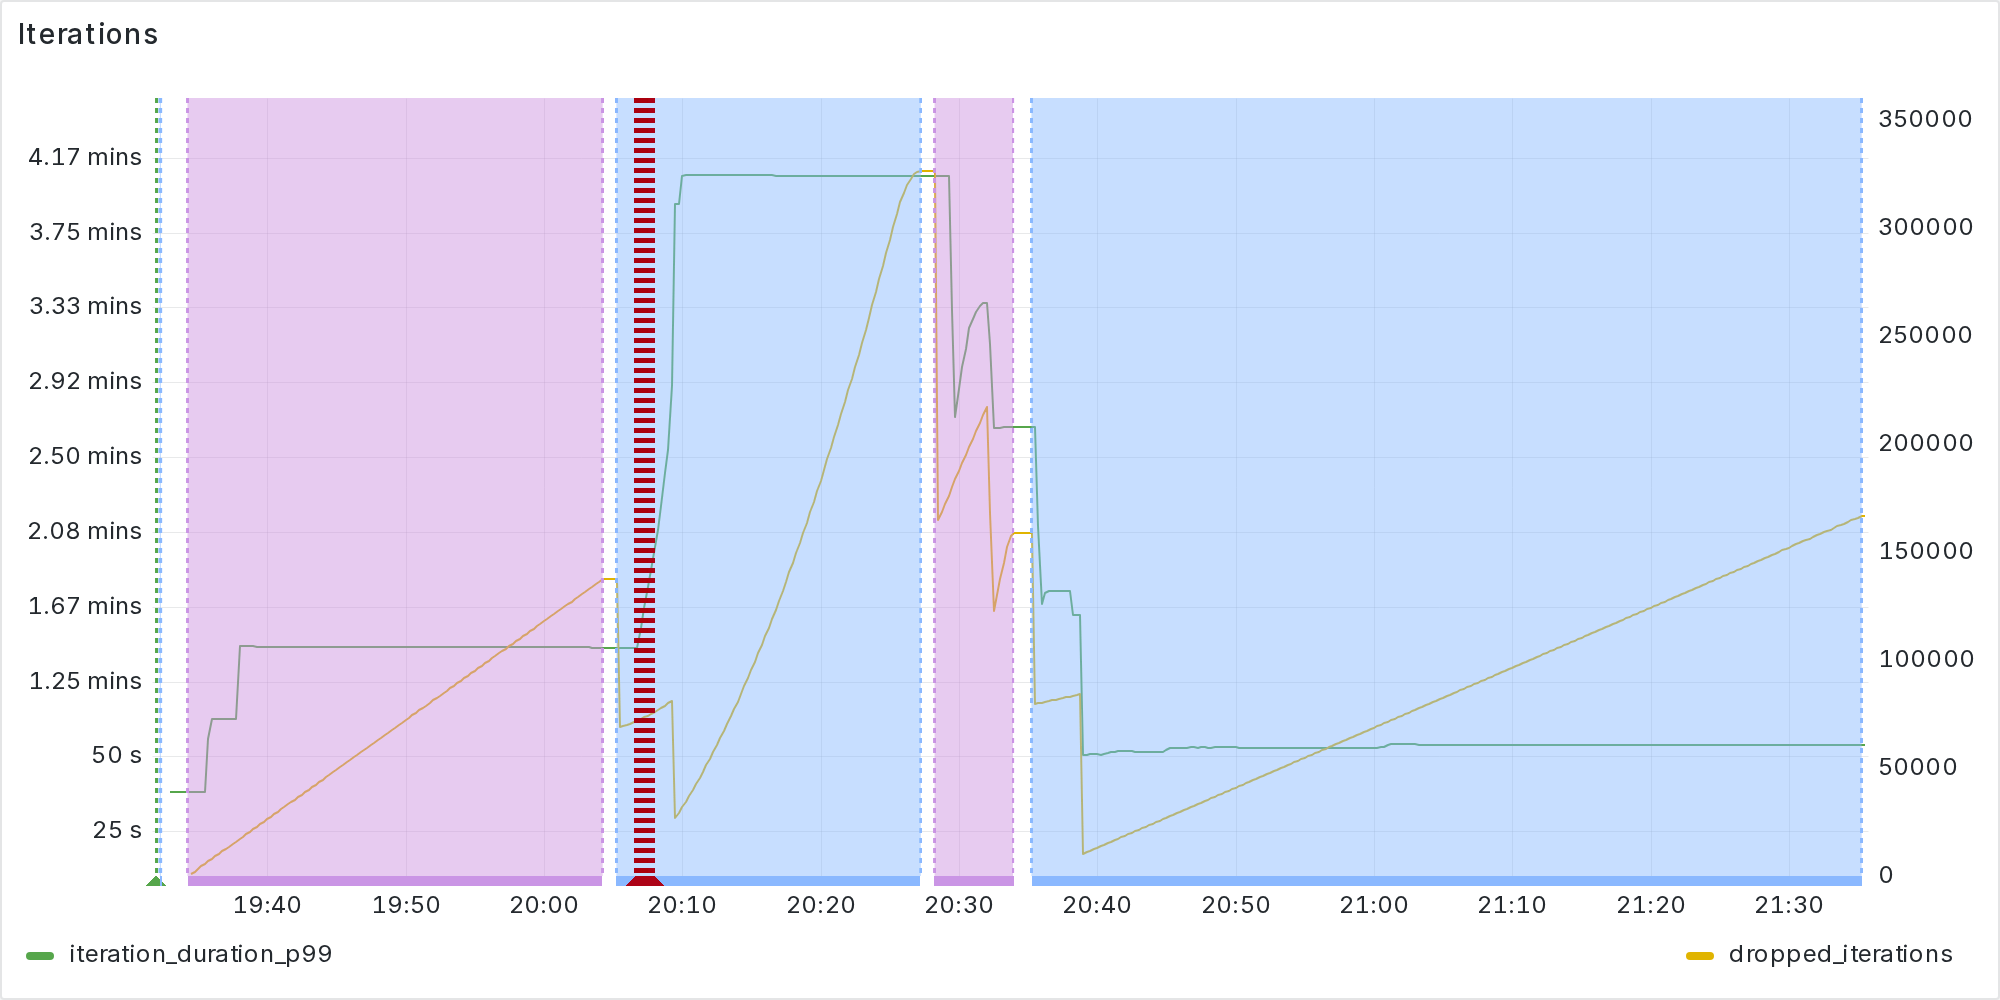 Iterations
4.17 mins
3.75 mins
3.33 mins
2.92 mins
2.50 mins
2.08 mins
1.67 mins
1.25 mins
50 s
25 s
350000
300000
250000
200000
150000
100000
50000
0
19:40 19:50 20:00 20:10 20:20 20:30 20:40 20:50 21:00 21:10 21:20 21:30
iteration_duration_p99
dropped_iterations